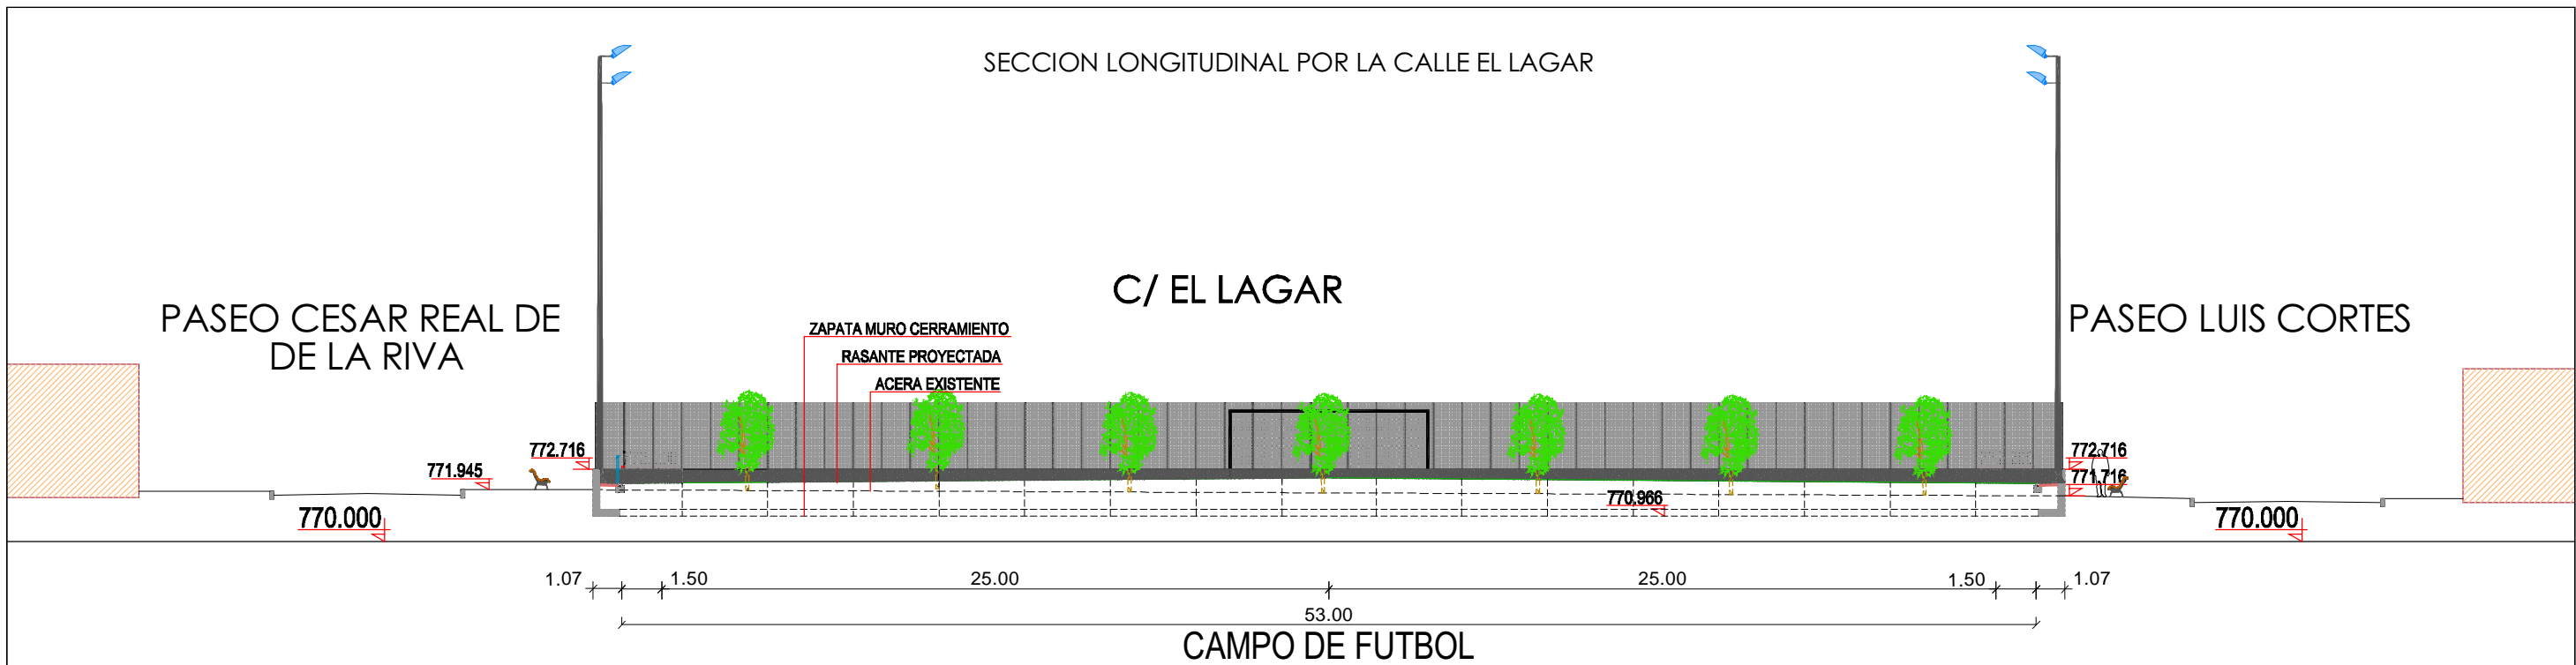 SECCION LONGITUDINAL POR LA CALLE EL LAGAR
C/ EL LAGAR
PASEO CESAR REAL DE
DE LA RIVA
PASEO LUIS CORTES
ZAPATA MURO CERRAMIENTO
RASANTE PROYECTADA
ACERA EXISTENTE
772.716
771.945
772.716
771.716
770.966
770.000
770.000
1.07
1.50
25.00
25.00
1.50
1.07
53.00
CAMPO DE FUTBOL